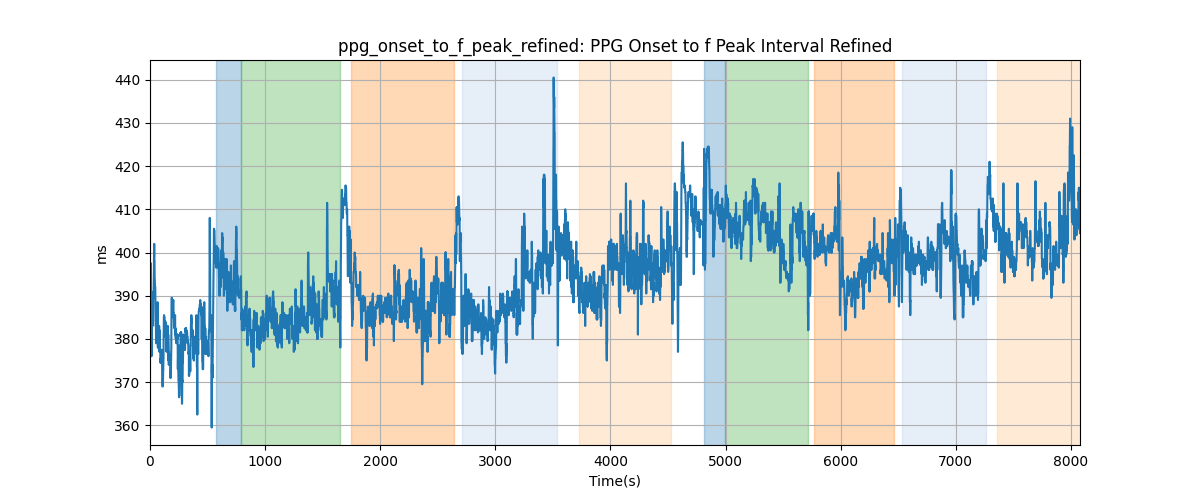 ppg_onset_to_f_peak_refined: PPG Onset to f Peak Interval Refined
440
430
420
410
400
390
380
370
360
ms
0 1000 2000 3000 4000 5000 6000 7000 8000
Time(s)